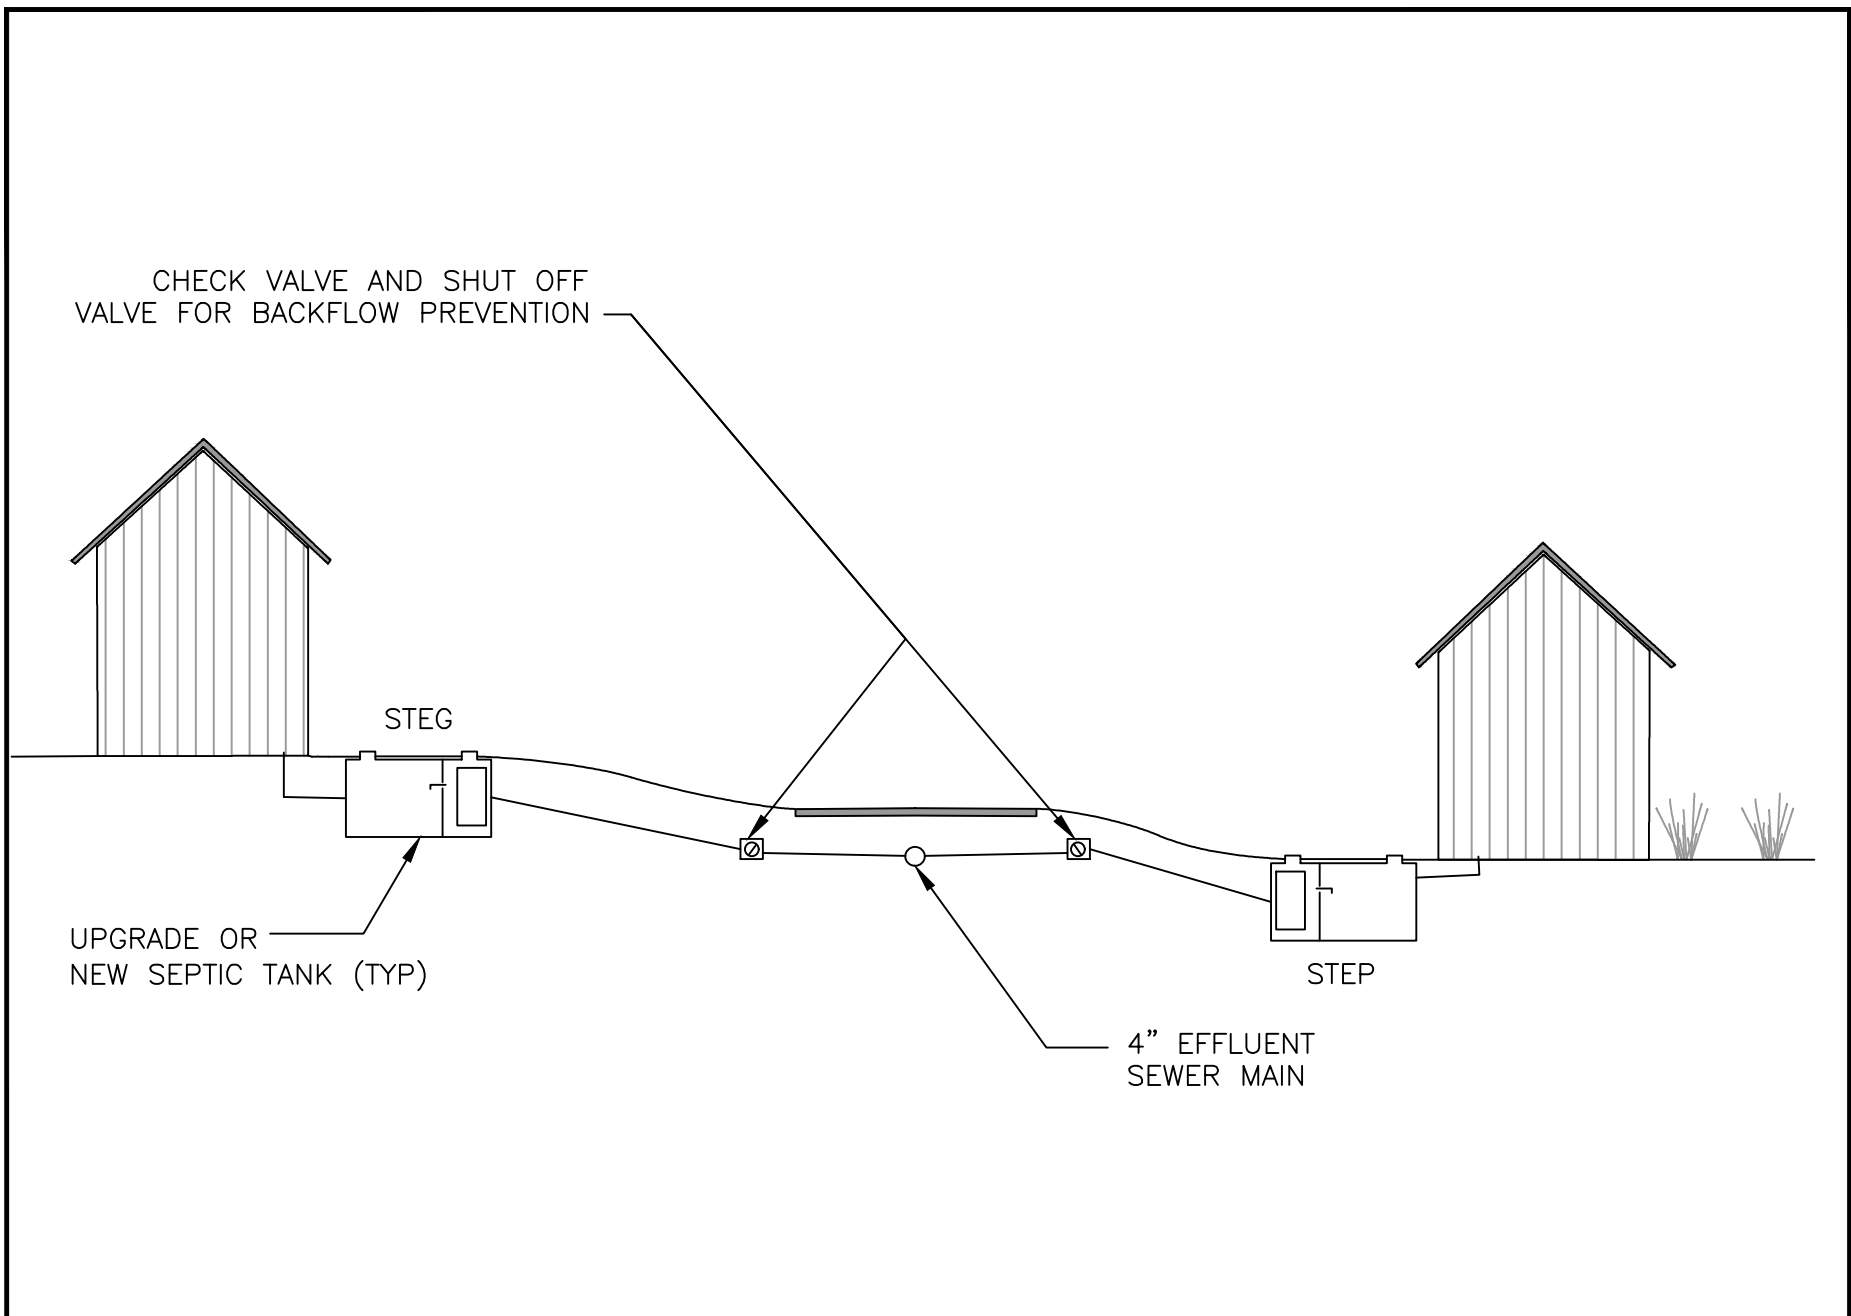 CHECK VALVE AND SHUT OFF
VALVE FOR BACKFLOW PREVENTION
STEG
UPGRADE OR
NEW SEPTIC TANK (TYP)
STEP
4” EFFLUENT
SEWER MAIN